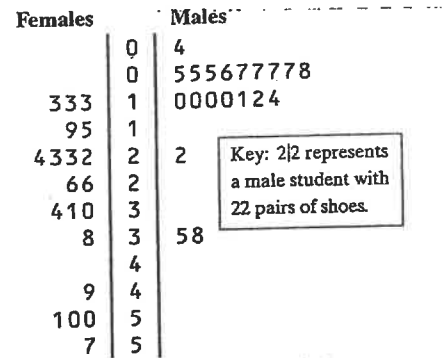 Females Males
0 4
0 555677778
333 1 0000124
95 1
4332 2 2
66 2
410 3
8 3 58
4
9 4
100 5
7 5
Key: 2|2 represents
a male student with
22 pairs of shoes.